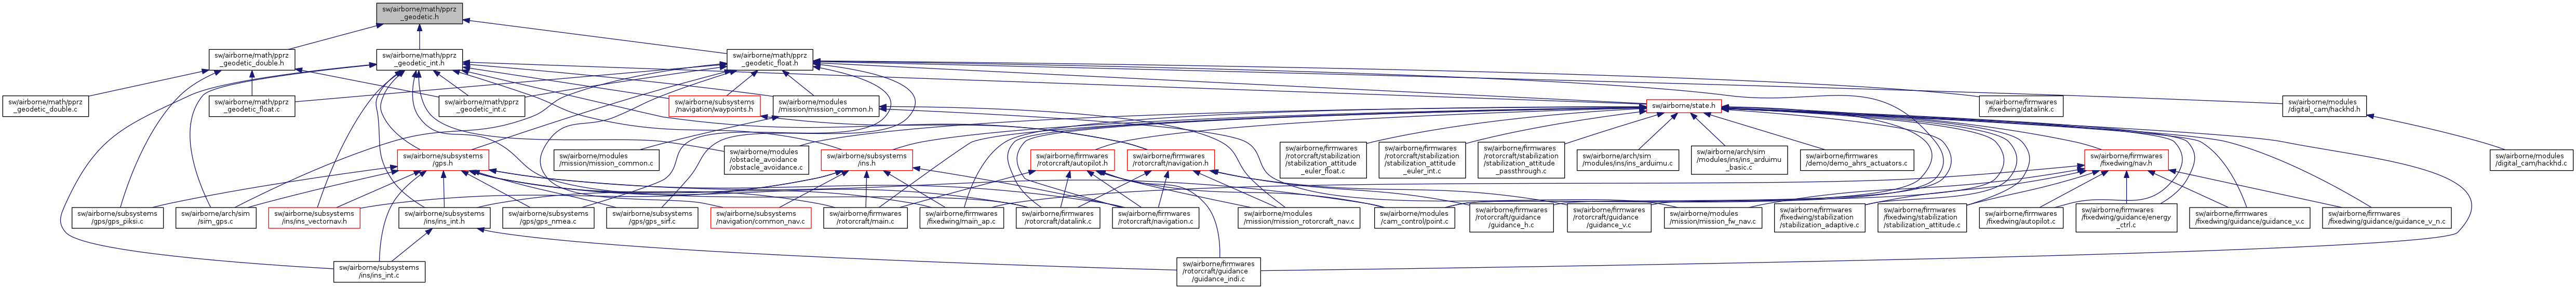 sw/airborne/math/pprz
_geodetic.h
sw/airborne/math/pprz
_geodetic_double.h
sw/airborne/math/pprz
_geodetic_int.h
sw/airborne/math/pprz
_geodetic_float.h
sw/airborne/math/pprz
_geodetic_double.c
sw/airborne/math/pprz
_geodetic_float.c
sw/airborne/math/pprz
_geodetic_int.c
sw/airborne/subsystems
/navigation/waypoints.h
sw/airborne/modules
/mission/mission_common.h
sw/airborne/state.h
sw/airborne/firmwares
/fixedwing/datalink.c
sw/airborne/modules
/digital_cam/hackhd.h
sw/airborne/subsystems
/gps.h
sw/airborne/modules
/mission/mission_common.c
sw/airborne/modules
/obstacle_avoidance
/obstacle_avoidance.c
sw/airborne/subsystems
/ins.h
sw/airborne/firmwares
/rotorcraft/autopilot.h
sw/airborne/firmwares
/rotorcraft/navigation.h
sw/airborne/firmwares
/rotorcraft/stabilization
/stabilization_attitude
_euler_float.c
sw/airborne/firmwares
/rotorcraft/stabilization
/stabilization_attitude
_euler_int.c
sw/airborne/firmwares
/rotorcraft/stabilization
/stabilization_attitude
_passthrough.c
sw/airborne/arch/sim
/modules/ins/ins_arduimu.c
sw/airborne/arch/sim
/modules/ins/ins_arduimu
_basic.c
sw/airborne/firmwares
/demo/demo_ahrs_actuators.c
sw/airborne/firmwares
/fixedwing/nav.h
sw/airborne/modules
/digital_cam/hackhd.c
sw/airborne/subsystems
/gps/gps_piksi.c
sw/airborne/arch/sim
/sim_gps.c
sw/airborne/subsystems
/ins/ins_vectornav.h
sw/airborne/subsystems
/ins/ins_int.h
sw/airborne/subsystems
/gps/gps_nmea.c
sw/airborne/subsystems
/gps/gps_sirf.c
sw/airborne/subsystems
/navigation/common_nav.c
sw/airborne/firmwares
/rotorcraft/main.c
sw/airborne/firmwares
/fixedwing/main_ap.c
sw/airborne/firmwares
/rotorcraft/datalink.c
sw/airborne/firmwares
/rotorcraft/navigation.c
sw/airborne/modules
/mission/mission_rotorcraft_nav.c
sw/airborne/modules
/cam_control/point.c
sw/airborne/firmwares
/rotorcraft/guidance
/guidance_h.c
sw/airborne/firmwares
/rotorcraft/guidance
/guidance_v.c
sw/airborne/modules
/mission/mission_fw_nav.c
sw/airborne/firmwares
/fixedwing/stabilization
/stabilization_adaptive.c
sw/airborne/firmwares
/fixedwing/stabilization
/stabilization_attitude.c
sw/airborne/firmwares
/fixedwing/autopilot.c
sw/airborne/firmwares
/fixedwing/guidance/energy
_ctrl.c
sw/airborne/firmwares
/fixedwing/guidance/guidance_v.c
sw/airborne/firmwares
/fixedwing/guidance/guidance_v_n.c
sw/airborne/subsystems
/ins/ins_int.c
sw/airborne/firmwares
/rotorcraft/guidance
/guidance_indi.c